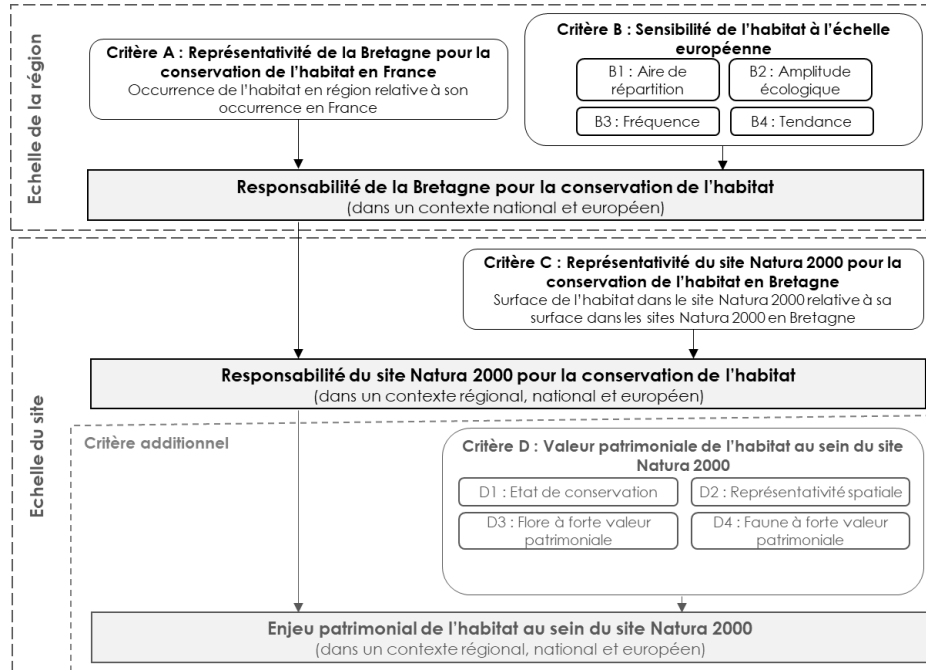 Echelle de la région
Critère A : Représentativité de la Bretagne pour la
conservation de l'habitat en France
Occurrence de l'habitat en région relative à son
occurrence en France
Critère B : Sensibilité de l'habitat à l'échelle
européenne
B1 : Aire de
répartition
B2 : Amplitude
écologique
B3 : Fréquence
B4 : Tendance
Responsabilité de la Bretagne pour la conservation de l'habitat
(dans un contexte national et européen)
Echelle du site
Critère C : Représentativité du site Natura 2000 pour la
conservation de l'habitat en Bretagne
Surface de l'habitat dans le site Natura 2000 relative à sa
surface dans les sites Natura 2000 en Bretagne
Responsabilité du site Natura 2000 pour la conservation de l'habitat
(dans un contexte régional, national et européen)
Critère additionnel
Critère D : Valeur patrimoniale de l'habitat au sein du site
Natura 2000
D1 : Etat de conservation
D2 : Représentativité spatiale
D3 : Flore à forte valeur
patrimoniale
D4 : Faune à forte valeur
patrimoniale
Enjeu patrimonial de l'habitat au sein du site Natura 2000
(dans un contexte régional, national et européen)